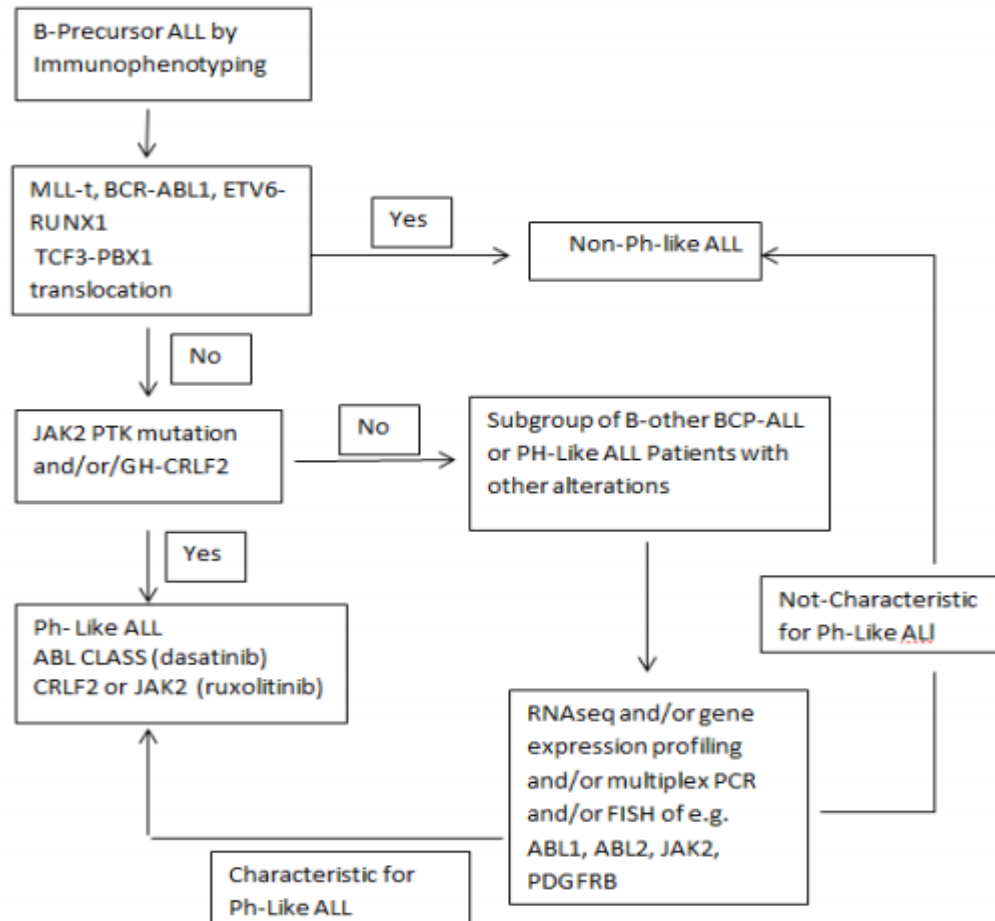 B-Precursor ALL by
Immunophenotyping
MLL-t, BCR-ABL1, ETV6-
RUNX1
TCF3-PBX1
translocation
Yes
Non-Ph-like ALL
No
JAK2 PTK mutation
and/or/GH-CRLF2
No
Subgroup of B-other BCP-ALL
or PH-Like ALL Patients with
other alterations
Yes
Ph- Like ALL
ABL CLASS (dasatinib)
CRLF2 or JAK2 (ruxolitinib)
Not-Characteristic
for Ph-Like ALl
RNAseq and/or gene
expression profiling
and/or multiplex PCR
and/or FISH of e.g.
ABL1, ABL2, JAK2,
PDGFRB
Characteristic for
Ph-Like ALL